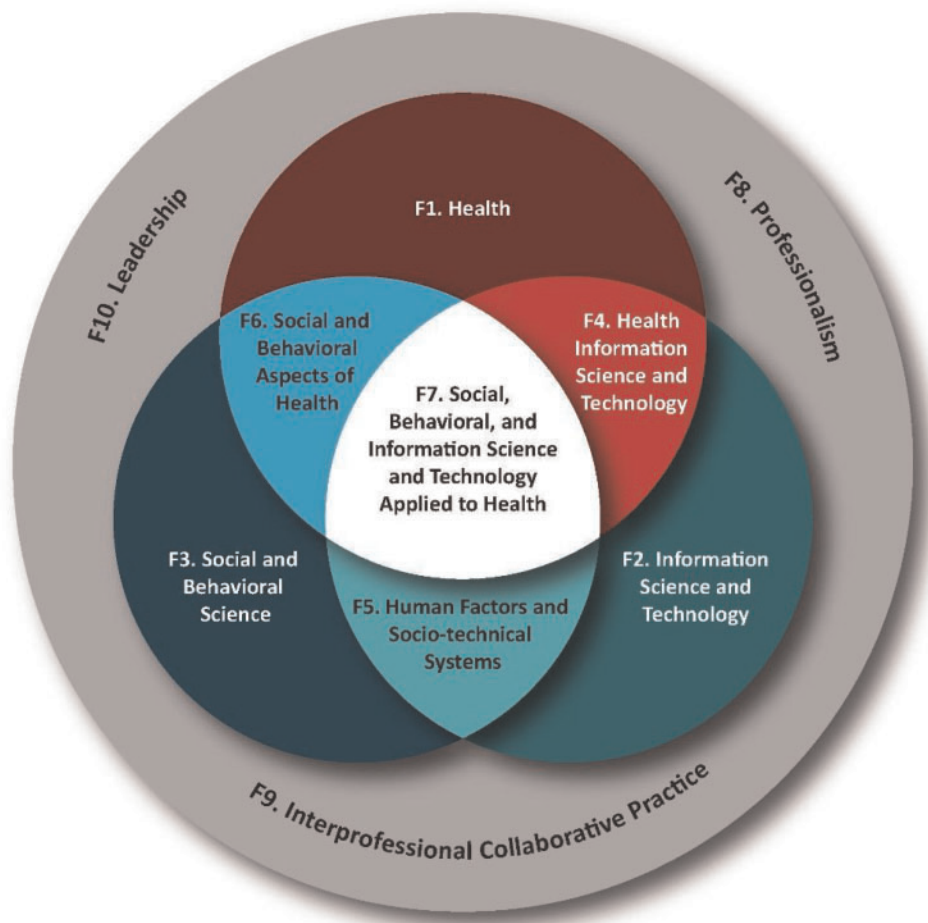 F1. Health
F10. Leadership
F8. Professionalism
F6. Social and
Behavioral
Aspects of
Health
F4. Health
Information
Science and
Technology
F7. Social,
Behavioral, and
Information Science
and Technology
Applied to Health
F3. Social and
Behavioral
Science
F2. Information
Science and
Technology
F5. Human Factors and
Socio-technical
Systems
F9. Interprofessional Collaborative Practice